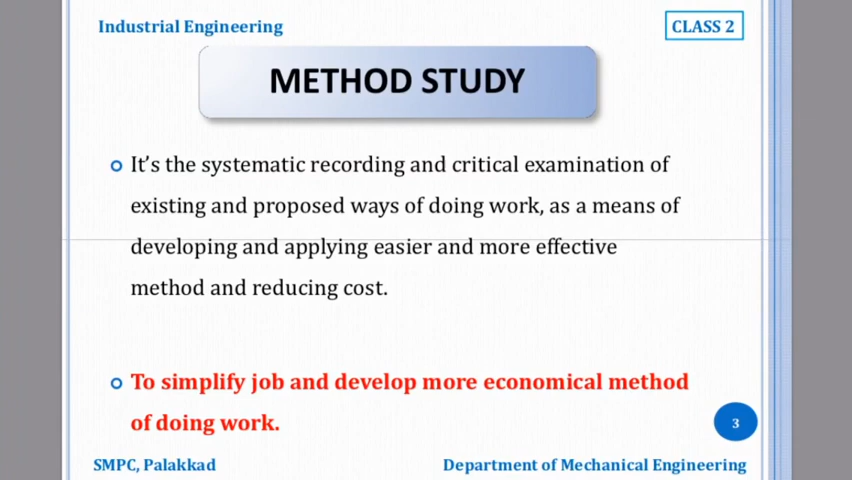 Industrial Engineering
CLASS 2
METHOD STUDY
It's the systematic recording and critical examination of
existing and proposed ways of doing work, as a means of
developing and applying easier and more effective
method and reducing cost.
To simplify job and develop more economical method
of doing work.
3
SMPC, Palakkad
Department of Mechanical Engineering